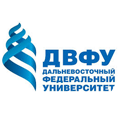 ДВФУ
ДАЛЬНЕВОСТОЧНЫЙ
ФЕДЕРАЛЬНЫЙ
УНИВЕРСИТЕТ